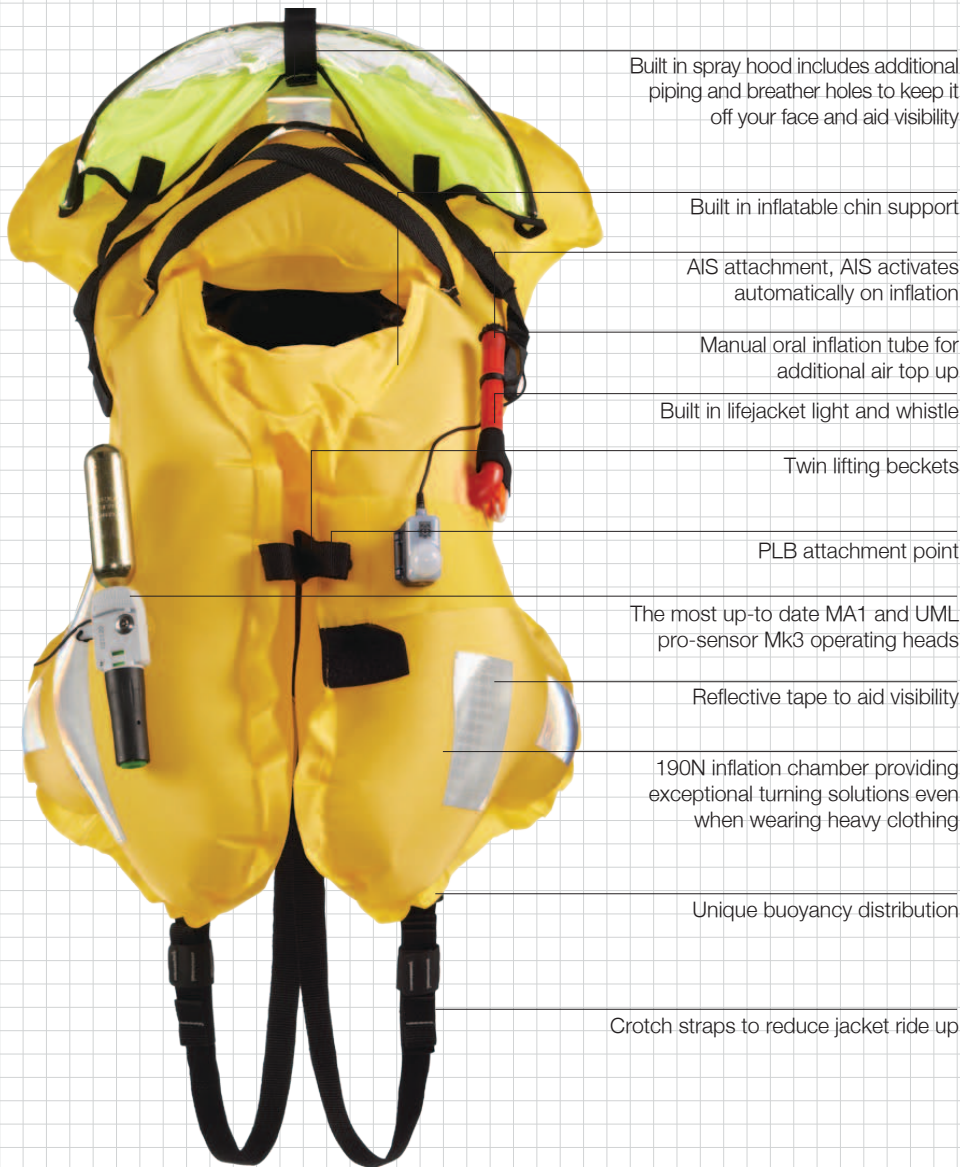 Built in spray hood includes additional
piping and breather holes to keep it
off your face and aid visibility
Built in inflatable chin support
AIS attachment, AIS activates
automatically on inflation
Manual oral inflation tube for
additional air top up
Built in lifejacket light and whistle
Twin lifting beckets
PLB attachment point
The most up-to date MA1 and UML
pro-sensor Mk3 operating heads
Reflective tape to aid visibility
190N inflation chamber providing
exceptional turning solutions even
when wearing heavy clothing
Unique buoyancy distribution
Crotch straps to reduce jacket ride up